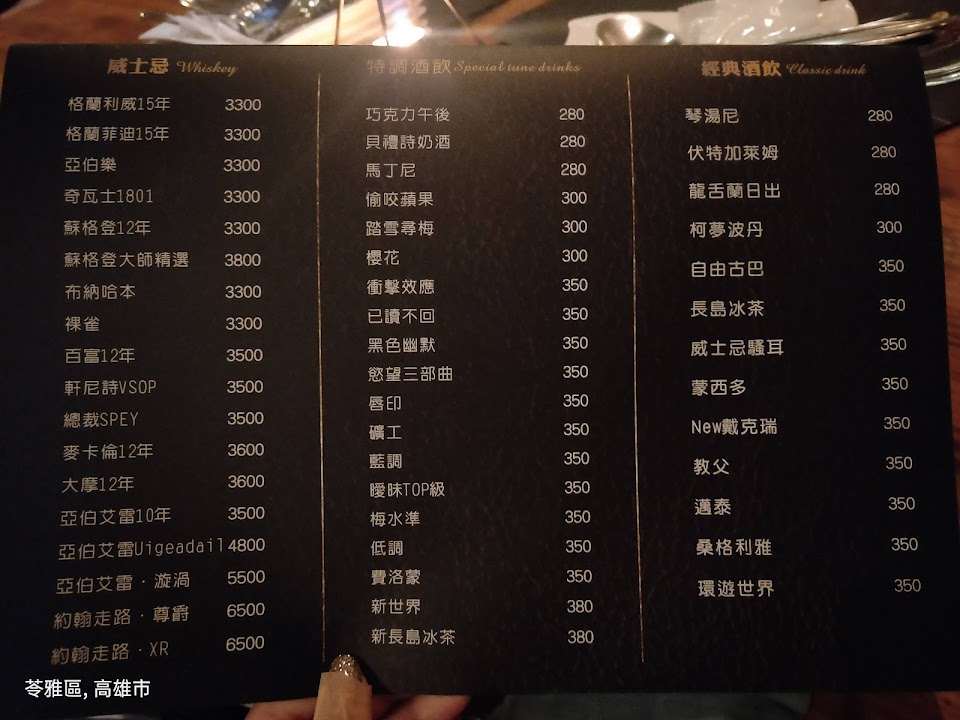 威士忌 Whiskey
格蘭利威15年 3300
格蘭菲迪15年 3300
亞伯樂 3300
奇瓦士1801 3300
蘇格登12年 3300
蘇格登大師精選 3800
布納哈本 3300
裸雀 3300
百富12年 3500
軒尼詩VSOP 3500
總裁SPEY 3500
麥卡倫12年 3600
大摩12年 3600
亞伯艾雷10年 3500
亞伯艾雷Uigeadail 4800
亞伯艾雷·漩渦 5500
約翰走路·尊爵 6500
約翰走路·XR 6500
特調酒飲 Special tune drinks
巧克力午後 280
貝禮詩奶酒 280
馬丁尼 280
偷咬蘋果 300
踏雪尋梅 300
櫻花 300
衝擊效應 350
已讀不回 350
黑色幽默 350
慾望三部曲 350
唇印 350
礦工 350
藍調 350
曖昧TOP級 350
梅水準 350
低調 350
費洛蒙 350
新世界 380
新長島冰茶 380
經典酒飲 Classic drink
琴湯尼 280
伏特加萊姆 280
龍舌蘭日出 280
柯夢波丹 300
自由古巴 350
長島冰茶 350
威士忌騷耳 350
蒙西多 350
New戴克瑞 350
教父 350
邁泰 350
桑格利雅 350
環遊世界 350
苓雅區, 高雄市